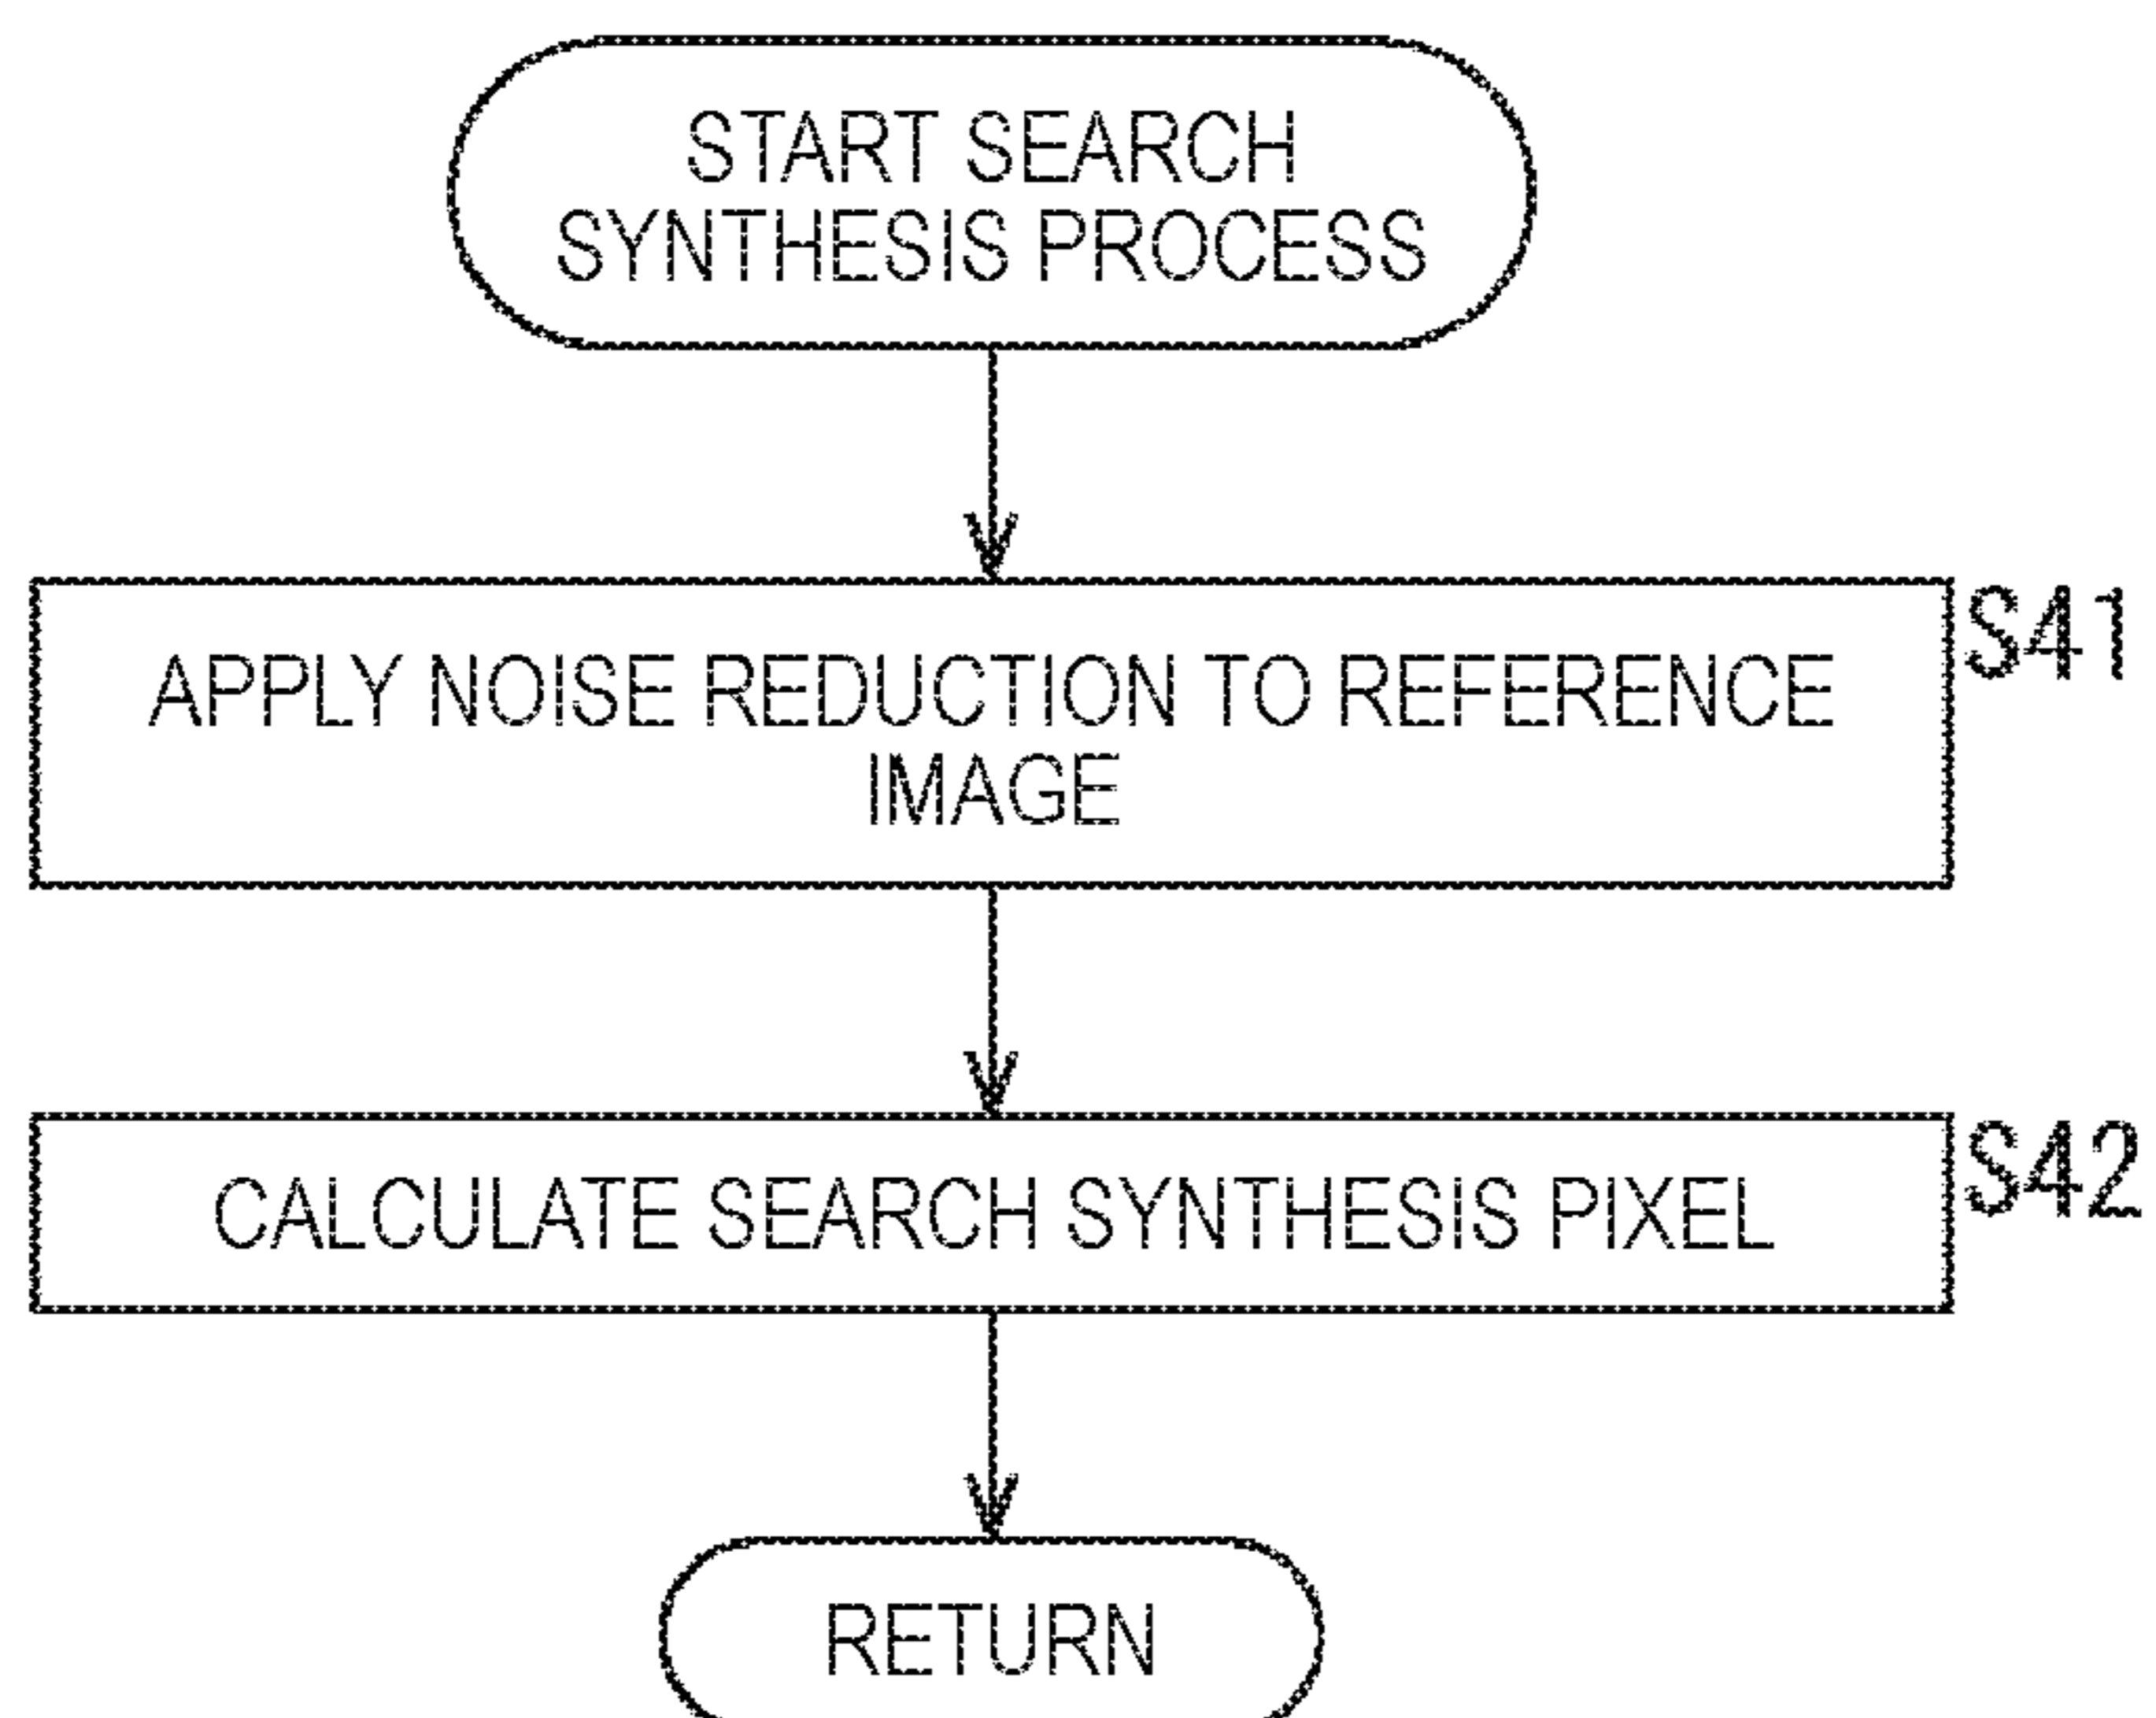 START SEARCH
SYNTHESIS PROCESS
S41
APPLY NOISE REDUCTION TO REFERENCE
IMAGE
S42
CALCULATE SEARCH SYNTHESIS PIXEL
RETURN